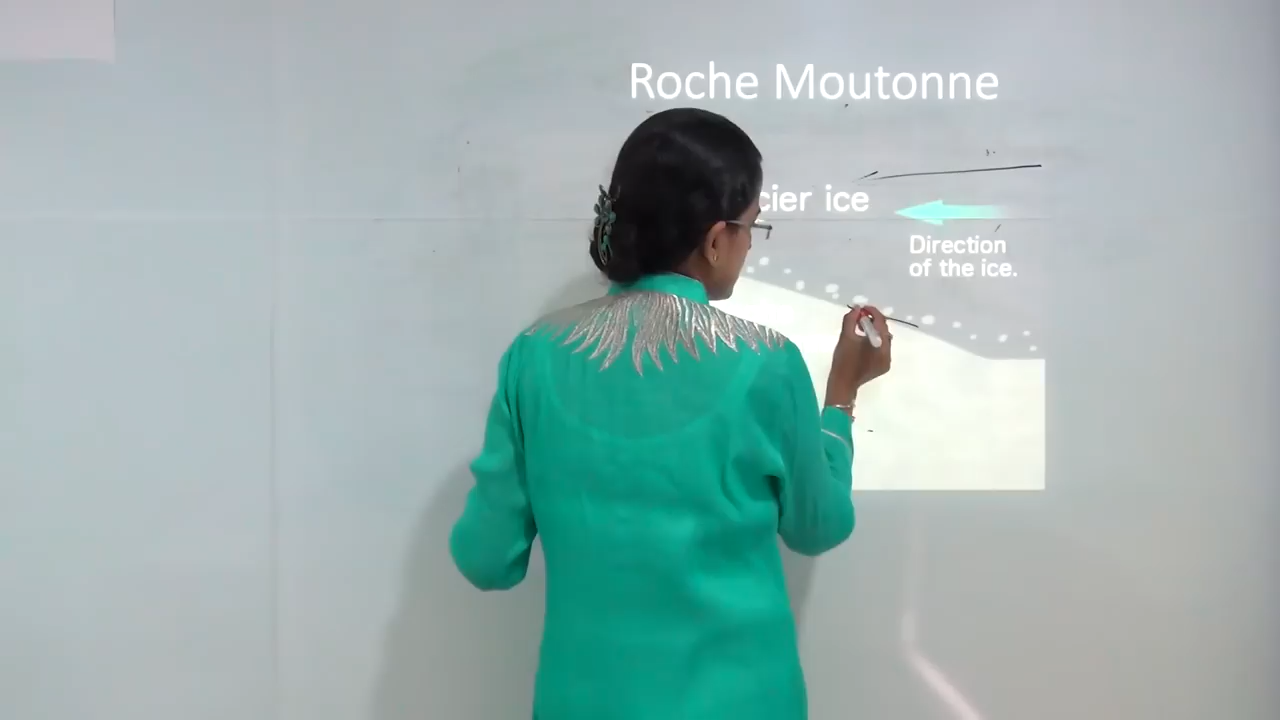 Roche Moutonne
cier ice
Direction
of the ice.